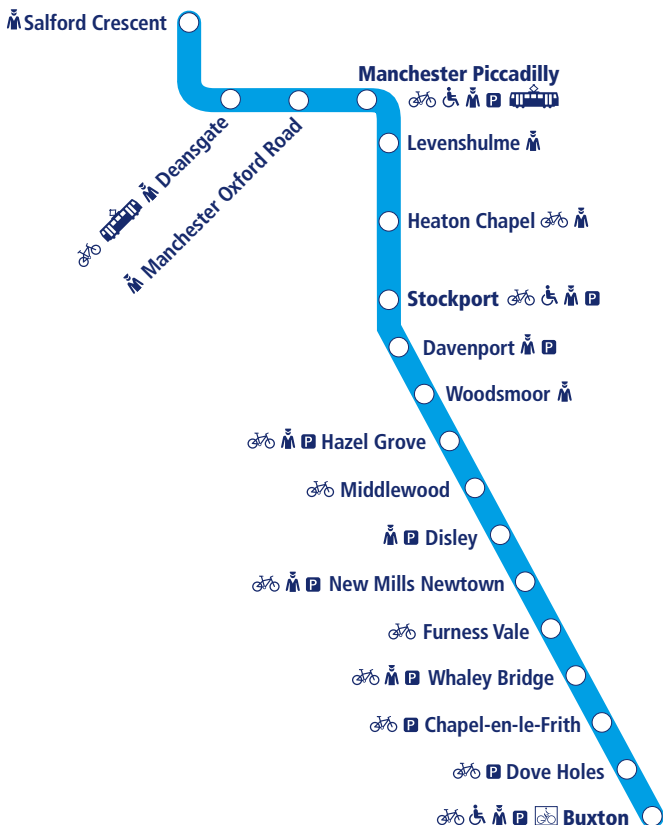 Salford Crescent
Manchester Piccadilly
P
Deansgate
Manchester Oxford Road
Levenshulme
Heaton Chapel
Stockport P
Davenport P
Woodsmoor
P Hazel Grove
Middlewood
P Disley
P New Mills Newtown
Furness Vale
P Whaley Bridge
P Chapel-en-le-Frith
P Dove Holes
P Buxton